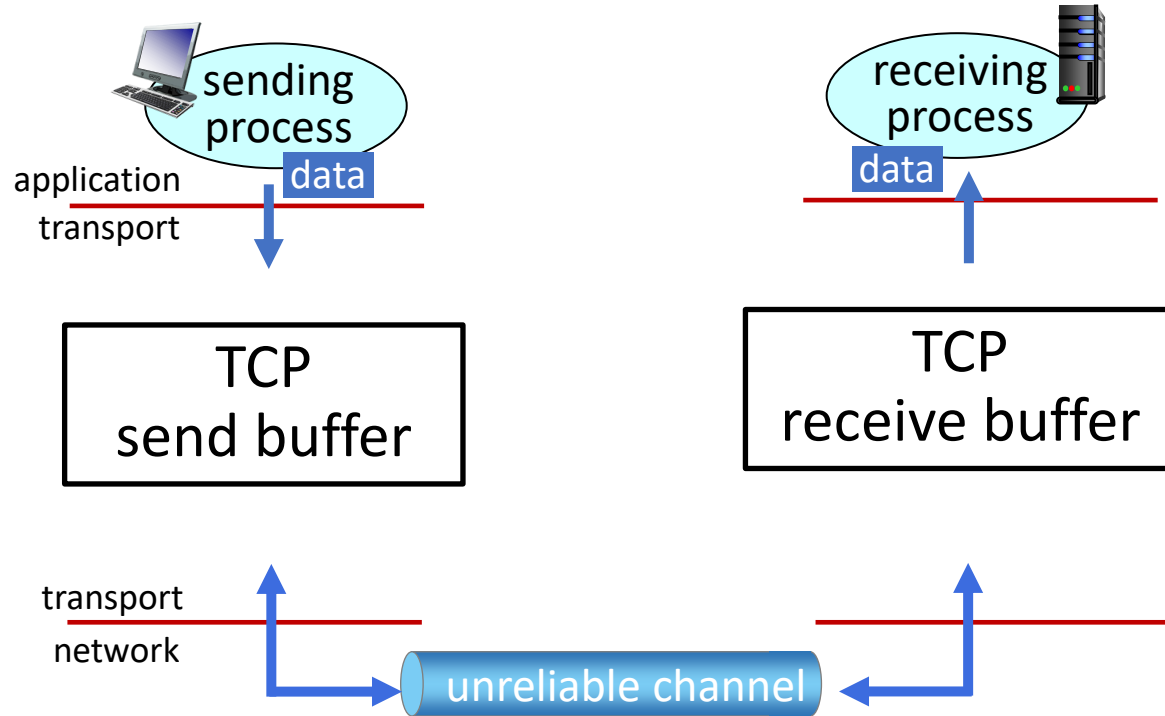 sending
process
data
application
transport
TCP
send buffer
transport
network
unreliable channel
receiving
process
data
TCP
receive buffer